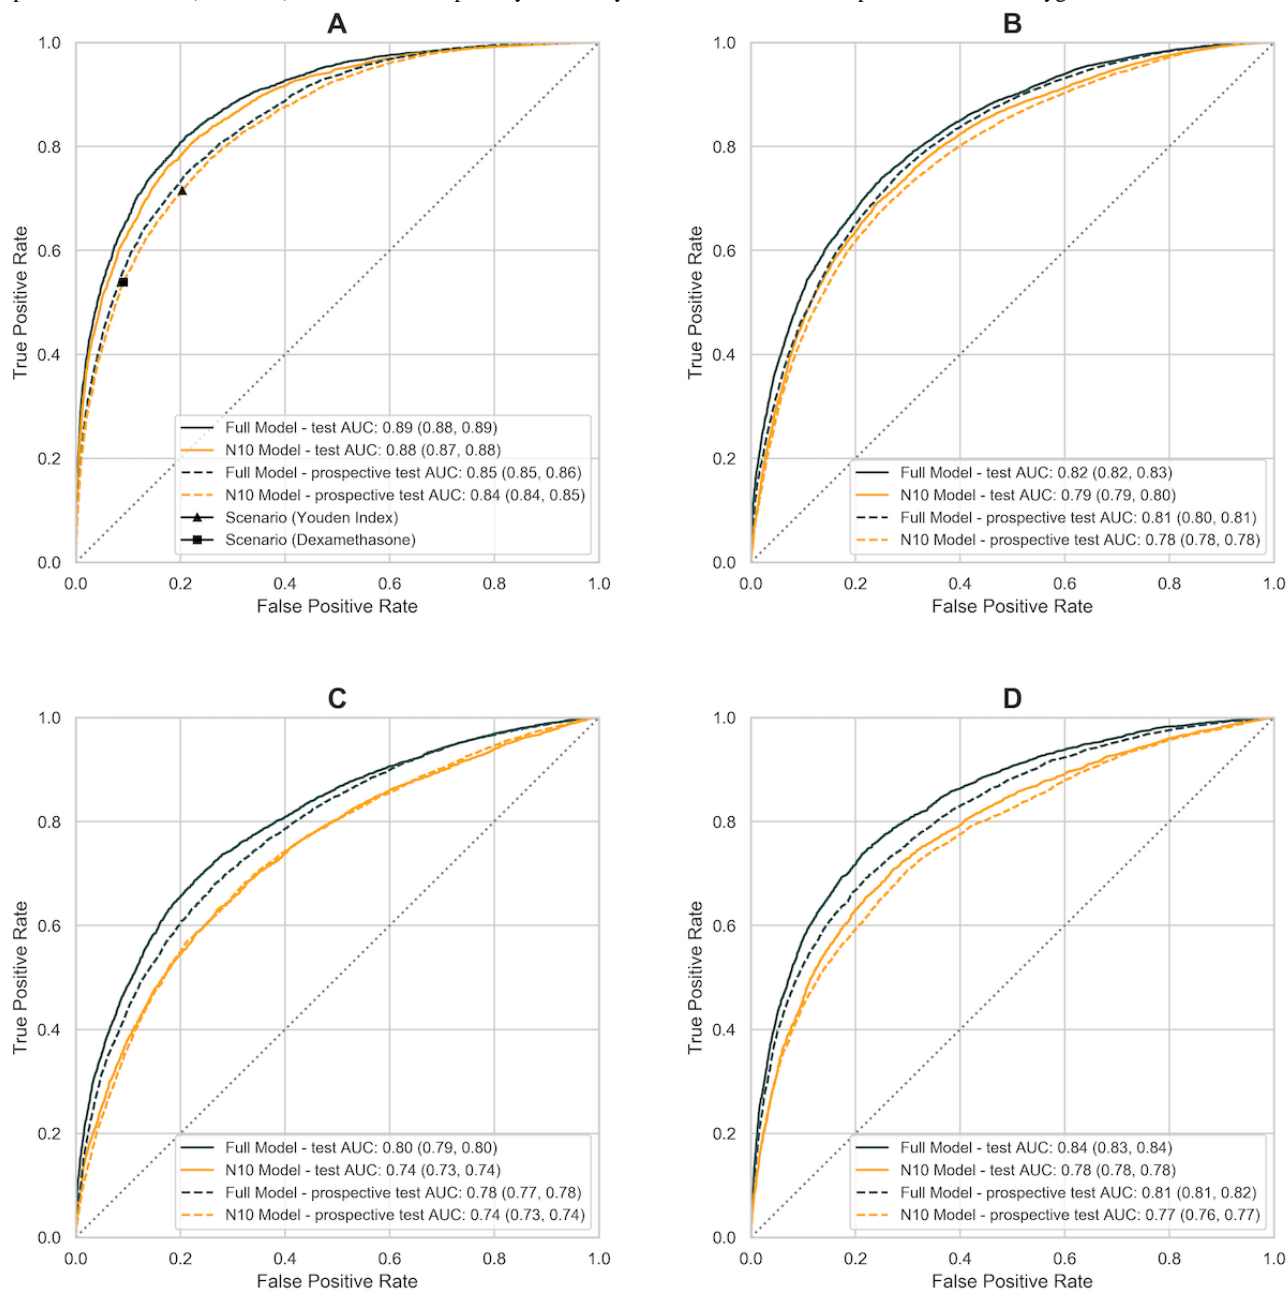 A
1.0
0.8
0.6
0.4
0.2
0.0
True Positive Rate
Full Model - test AUC: 0.89 (0.88, 0.89)
N10 Model - test AUC: 0.88 (0.87, 0.88)
Full Model - prospective test AUC: 0.85 (0.85, 0.86)
N10 Model - prospective test AUC: 0.84 (0.84, 0.85)
Scenario (Youden Index)
Scenario (Dexamethasone)
0.0 0.2 0.4 0.6 0.8 1.0
False Positive Rate
B
1.0
0.8
0.6
0.4
0.2
0.0
True Positive Rate
Full Model - test AUC: 0.82 (0.82, 0.83)
N10 Model - test AUC: 0.79 (0.79, 0.80)
Full Model - prospective test AUC: 0.81 (0.80, 0.81)
N10 Model - prospective test AUC: 0.78 (0.78, 0.78)
0.0 0.2 0.4 0.6 0.8 1.0
False Positive Rate
C
1.0
0.8
0.6
0.4
0.2
0.0
True Positive Rate
Full Model - test AUC: 0.80 (0.79, 0.80)
N10 Model - test AUC: 0.74 (0.73, 0.74)
Full Model - prospective test AUC: 0.78 (0.77, 0.78)
N10 Model - prospective test AUC: 0.74 (0.73, 0.74)
0.0 0.2 0.4 0.6 0.8 1.0
False Positive Rate
D
1.0
0.8
0.6
0.4
0.2
0.0
True Positive Rate
Full Model - test AUC: 0.84 (0.83, 0.84)
N10 Model - test AUC: 0.78 (0.78, 0.78)
Full Model - prospective test AUC: 0.81 (0.81, 0.82)
N10 Model - prospective test AUC: 0.77 (0.76, 0.77)
0.0 0.2 0.4 0.6 0.8 1.0
False Positive Rate